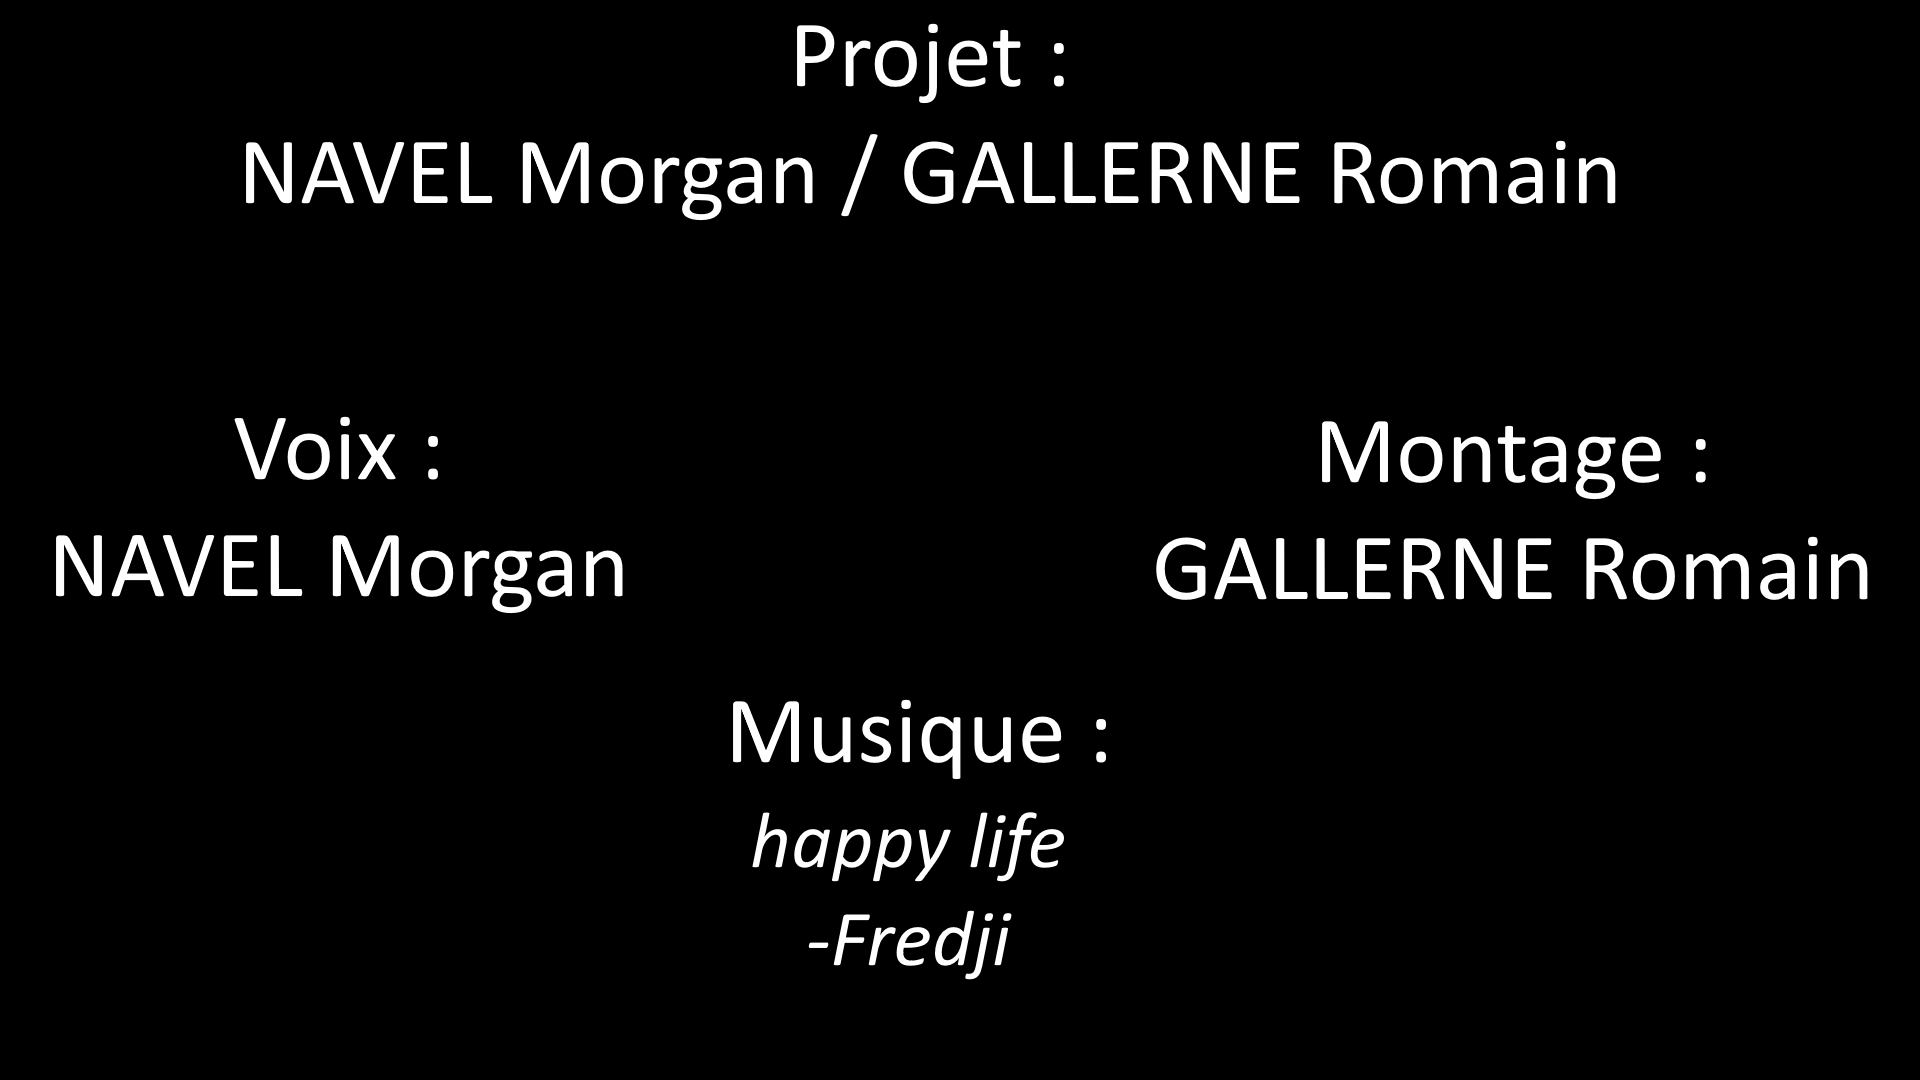 Projet :
NAVEL Morgan / GALLERNE Romain
Voix :
NAVEL Morgan
Montage :
GALLERNE Romain
Musique :
happy life
-Fredji